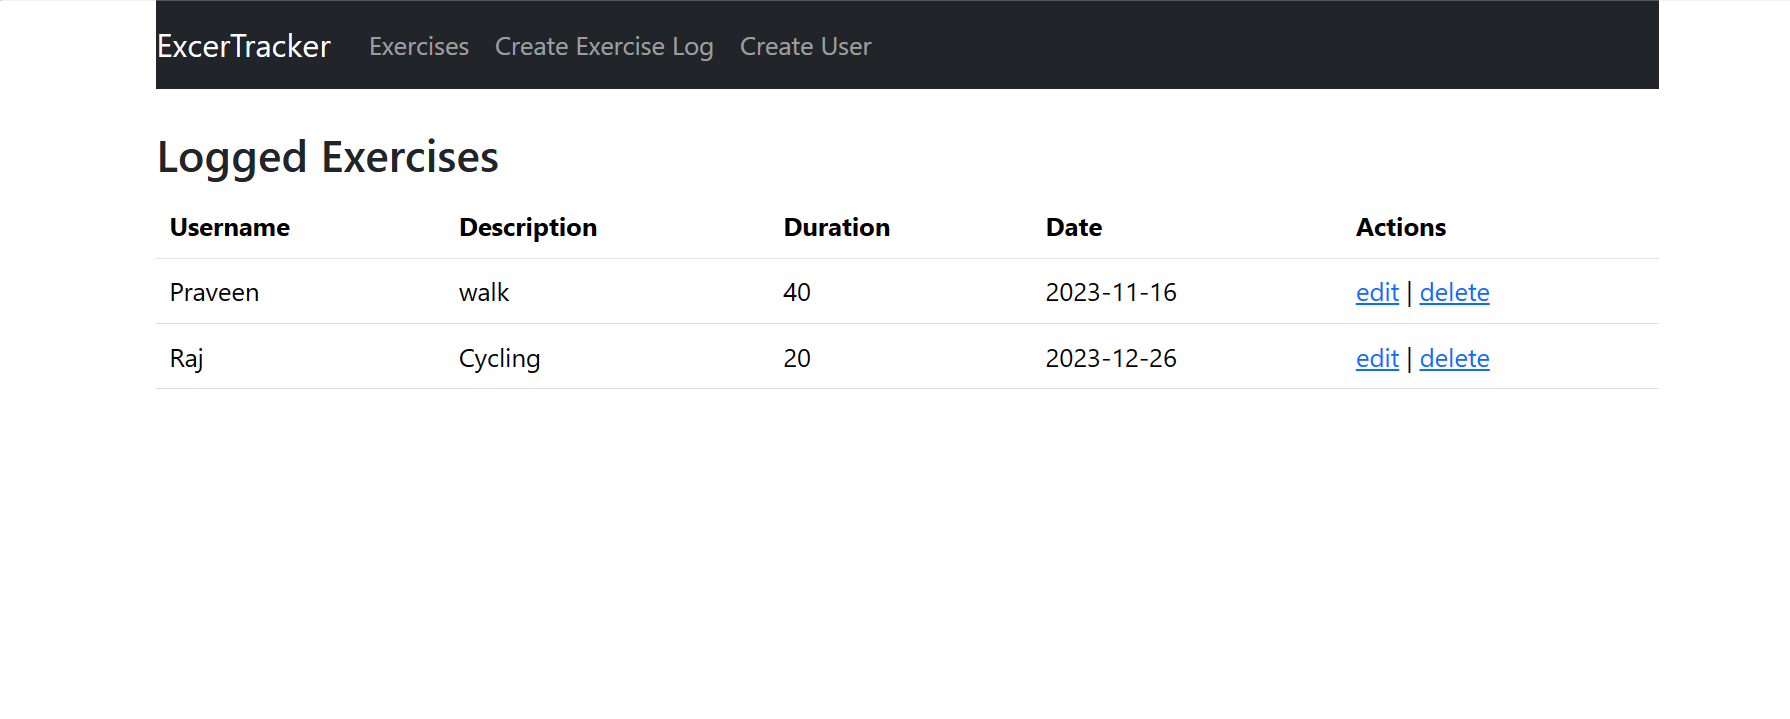 ExcerTracker Exercises Create Exercise Log Create User
Logged Exercises
Username Description Duration Date Actions
Praveen walk 40 2023-11-16 edit | delete
Raj Cycling 20 2023-12-26 edit | delete